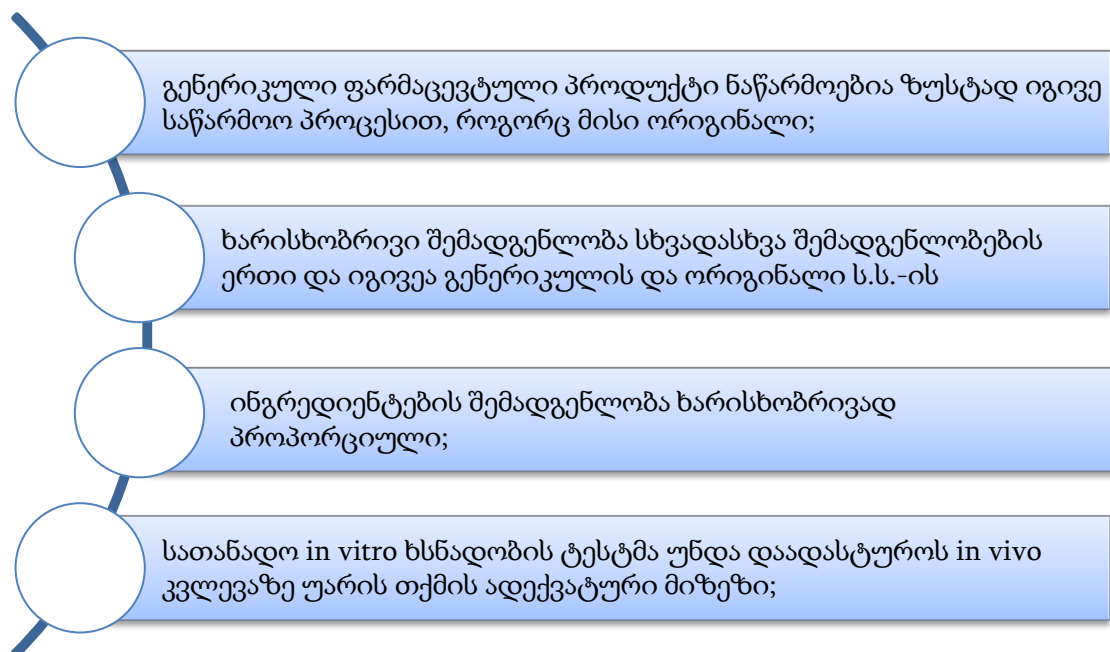 გენერიკული ფარმაცევტული პროდუქტი ნაწარმოებია ზუსტად იგივე
საწარმოო პროცესით, როგორც მისი ორიგინალი;
ხარისხობრივი შემადგენლობა სხვადასხვა შემადგენლობების
ერთი და იგივეა გენერიკულის და ორიგინალი ს.ს.-ის
ინგრედიენტების შემადგენლობა ხარისხობრივად
პროპორციული;
სათანადო in vitro ხსნადობის ტესტმა უნდა დაადასტუროს in vivo
კვლევაზე უარის თქმის ადექვატური მიზეზი;